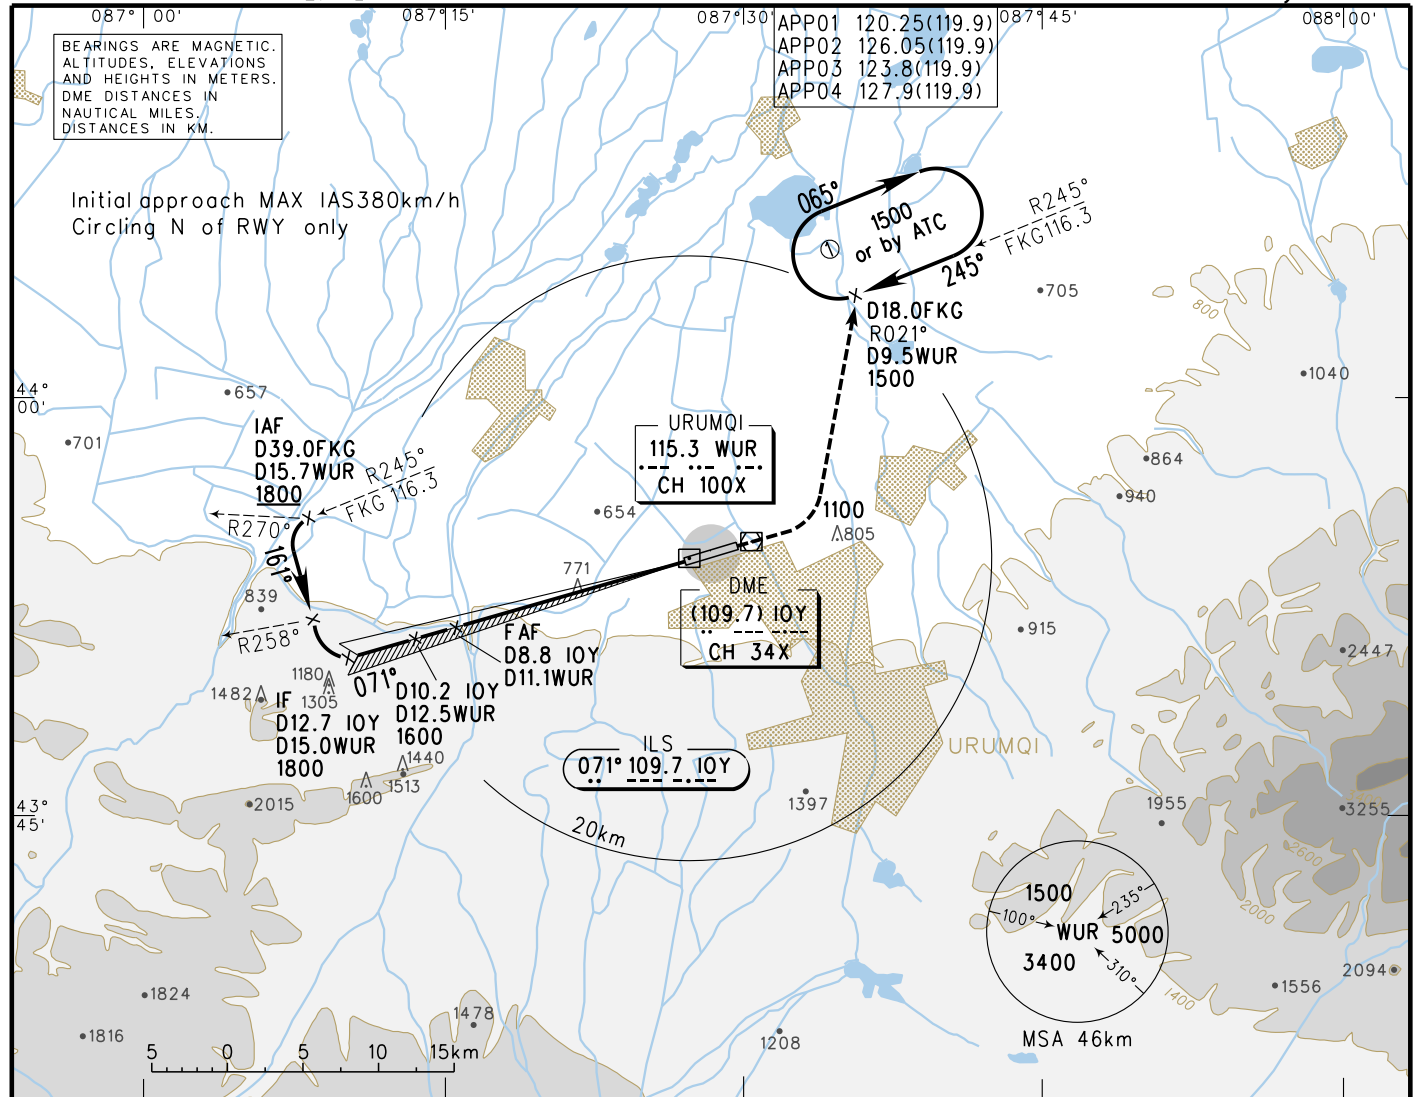 087° 00'
087° 15'
087° 30'
087° 45'
088° 00'
BEARINGS ARE MAGNETIC.
ALTITUDES, ELEVATIONS
AND HEIGHTS IN METERS.
DME DISTANCES IN
NAUTICAL MILES.
DISTANCES IN KM.
APP01 120.25(119.9)
APP02 126.05(119.9)
APP03 123.8(119.9)
APP04 127.9(119.9)
Initial approach MAX IAS380km/h
Circling N of RWY only
065°
1500
or by ATC
1
245°
R245°
FKG116.3
705
800
D18.0FKG
R021°
D9.5WUR
1500
1040
44°
00'
657
701
IAF
D39.0FKG
D15.7WUR
1800
R245°
FKG 116.3
R270°
161°
URUMQI
115.3 WUR
CH 100X
654
1100
805
864
940
771
839
R258°
DME
(109.7) IOY
CH 34X
915
2447
FAF
D8.8 IOY
D11.1WUR
071°
D10.2 IOY
D12.5WUR
1600
1180
1305
1482
IF
D12.7 IOY
D15.0WUR
1800
ILS
071° 109.7 IOY
URUMQI
1440
1513
1600
2015
1397
1955
3255
43°
45'
20km
2600
2000
1500
100°
235°
WUR 5000
3400
310°
1400
2094
1556
MSA 46km
1824
1816
1478
1208
5 0 5 10 15km